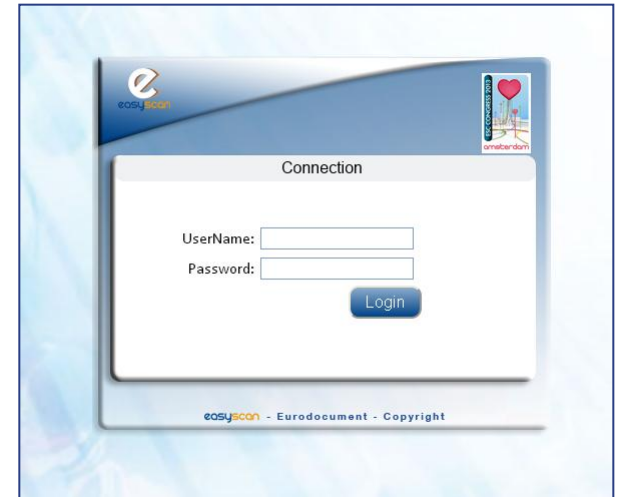 easyscan
ESC CONGRESS 2013
amsterdam
Connection
UserName:
Password:
Login
easyscan - Eurodocument - Copyright